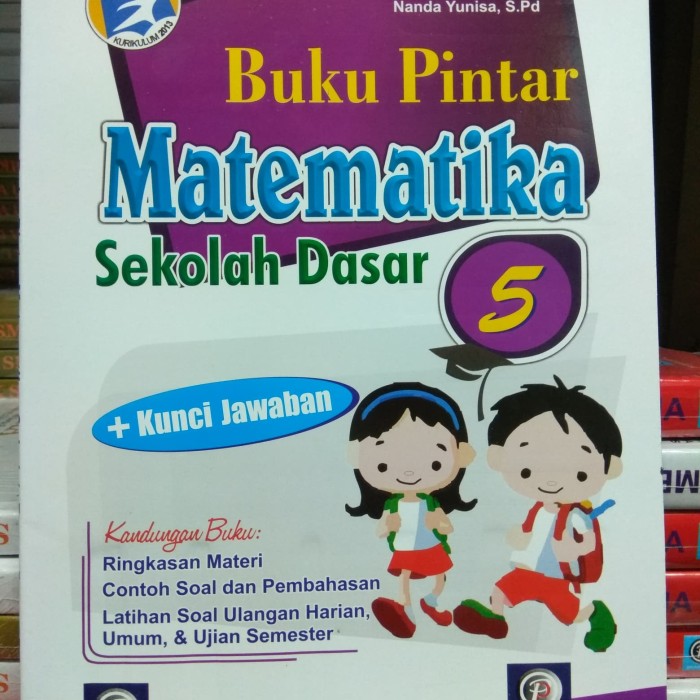 Nanda Yunisa, S.Pd
KURIKULUM 2013
Buku Pintar
Matematika
Sekolah Dasar
5
+ Kunci Jawaban
Kandungan Buku:
Ringkasan Materi
Contoh Soal dan Pembahasan
Latihan Soal Ulangan Harian,
Umum, & Ujian Semester